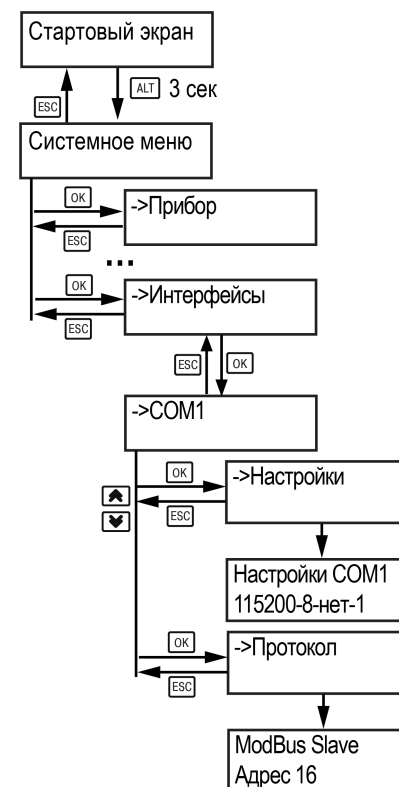 Стартовый экран
ESC
ALT 3 сек
Системное меню
OK
->Прибор
ESC
...
OK
->Интерфейсы
ESC
ESC
OK
->COM1
OK
->Настройки
ESC
Настройки COM1
115200-8-нет-1
OK
->Протокол
ESC
ModBus Slave
Адрес 16